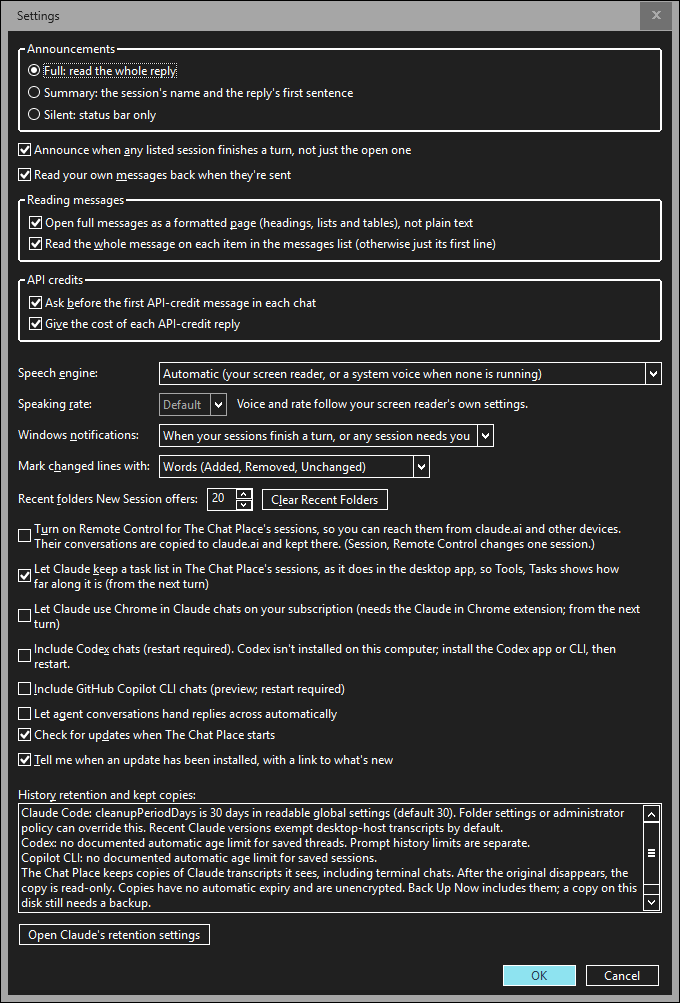 Settings
Announcements
Full: read the whole reply
Summary: the session's name and the reply's first sentence
Silent: status bar only
Announce when any listed session finishes a turn, not just the open one
Read your own messages back when they're sent
Reading messages
Open full messages as a formatted page (headings, lists and tables), not plain text
Read the whole message on each item in the messages list (otherwise just its first line)
API credits
Ask before the first API-credit message in each chat
Give the cost of each API-credit reply
Speech engine: Automatic (your screen reader, or a system voice when none is running)
Speaking rate: Default Voice and rate follow your screen reader's own settings.
Windows notifications: When your sessions finish a turn, or any session needs you
Mark changed lines with: Words (Added, Removed, Unchanged)
Recent folders New Session offers: 20 Clear Recent Folders
Turn on Remote Control for The Chat Place's sessions, so you can reach them from claude.ai and other devices.
Their conversations are copied to claude.ai and kept there. (Session, Remote Control changes one session.)
Let Claude keep a task list in The Chat Place's sessions, as it does in the desktop app, so Tools, Tasks shows how
far along it is (from the next turn)
Let Claude use Chrome in Claude chats on your subscription (needs the Claude in Chrome extension; from the next
turn)
Include Codex chats (restart required). Codex isn't installed on this computer; install the Codex app or CLI, then
restart.
Include GitHub Copilot CLI chats (preview; restart required)
Let agent conversations hand replies across automatically
Check for updates when The Chat Place starts
Tell me when an update has been installed, with a link to what's new
History retention and kept copies:
Claude Code: cleanupPeriodDays is 30 days in readable global settings (default 30). Folder settings or administrator
policy can override this. Recent Claude versions exempt desktop-host transcripts by default.
Codex: no documented automatic age limit for saved threads. Prompt history limits are separate.
Copilot CLI: no documented automatic age limit for saved sessions.
The Chat Place keeps copies of Claude transcripts it sees, including terminal chats. After the original disappears, the
copy is read-only. Copies have no automatic expiry and are unencrypted. Back Up Now includes them; a copy on this
disk still needs a backup.
Open Claude's retention settings
OK Cancel